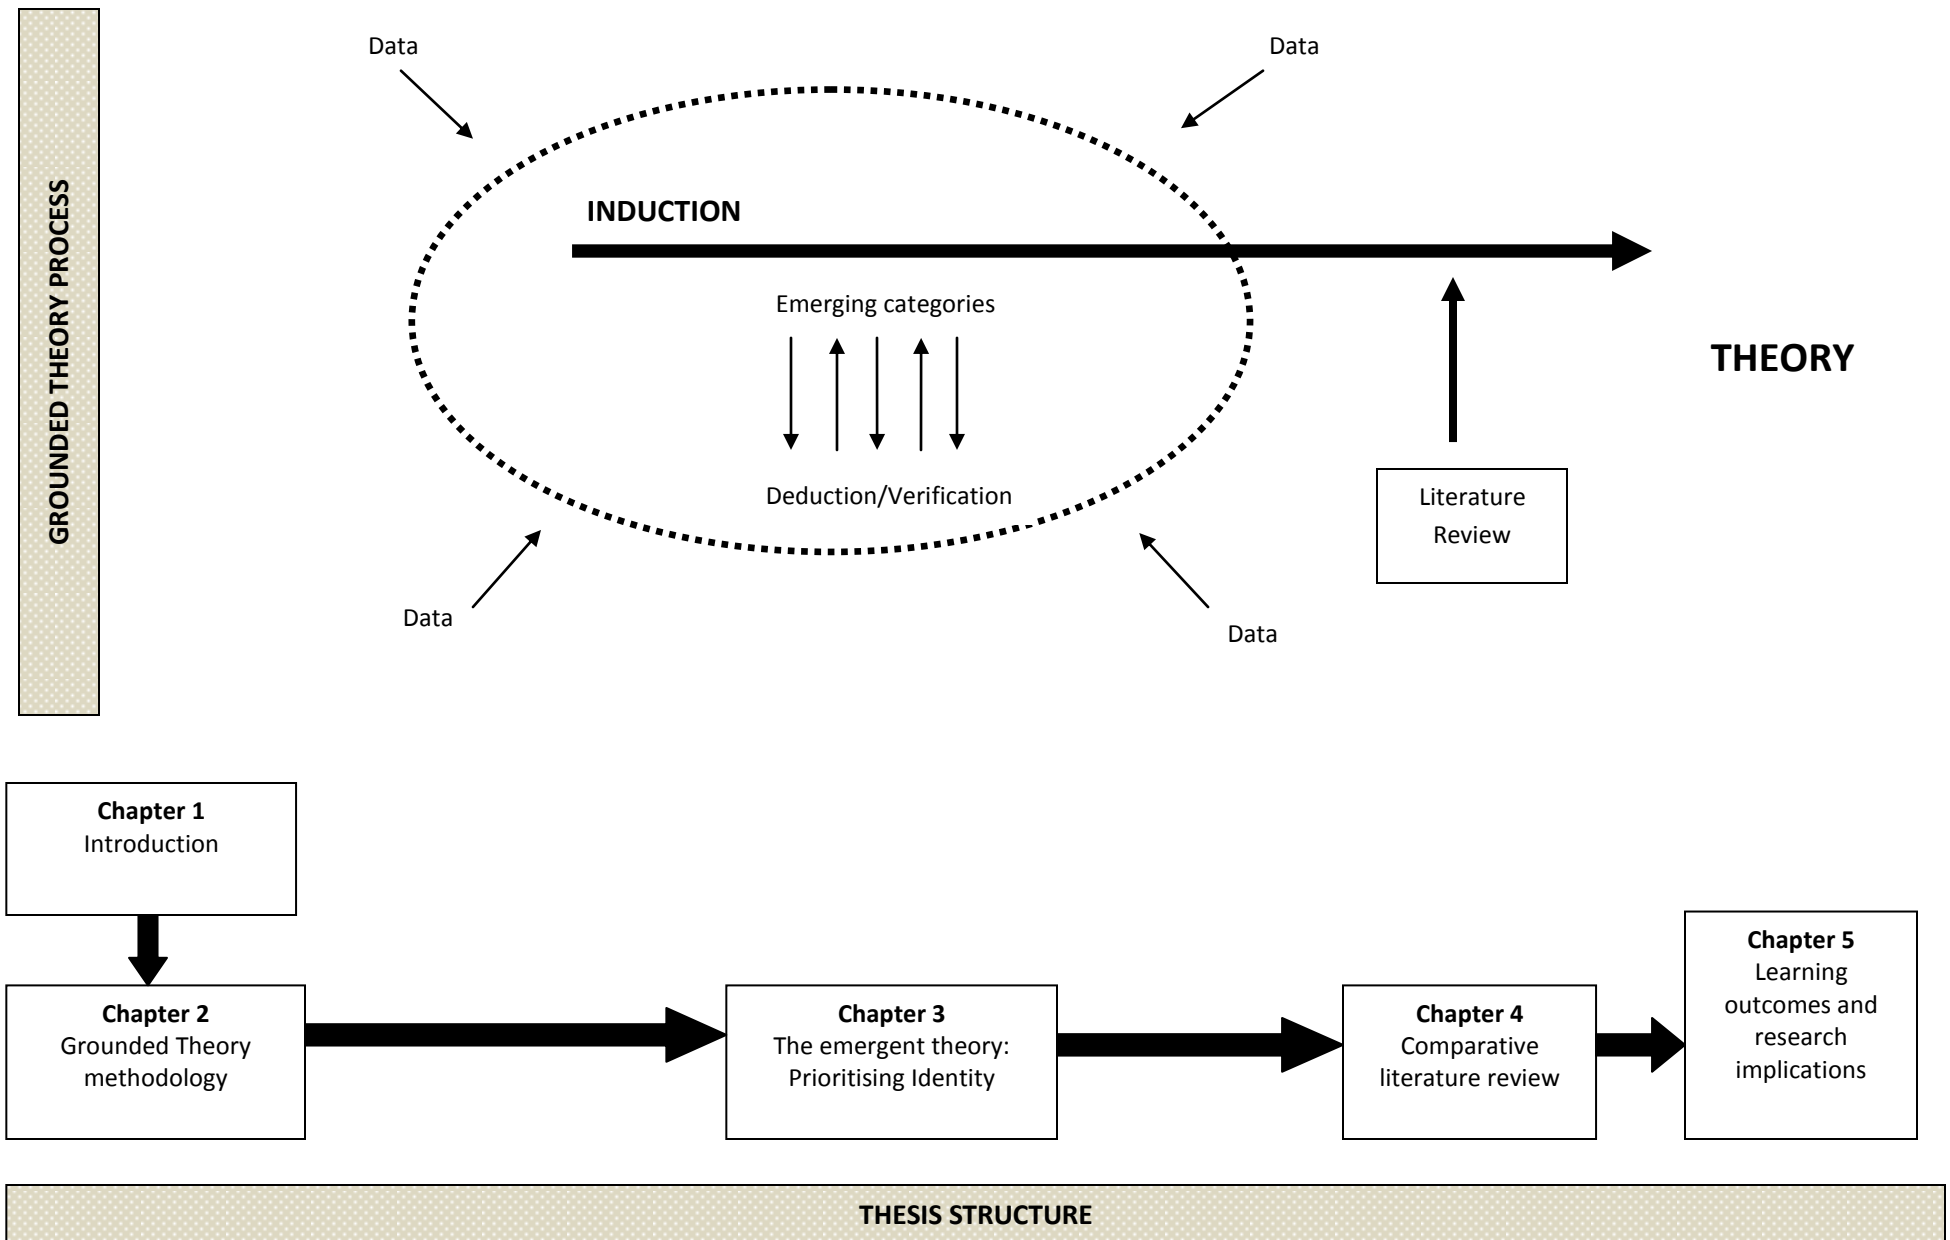 GROUNDED THEORY PROCESS
Data
Data
INDUCTION
Emerging categories
Deduction/Verification
THEORY
Literature
Review
Data
Data
Chapter 1
Introduction
Chapter 2
Grounded Theory
methodology
Chapter 3
The emergent theory:
Prioritising Identity
Chapter 4
Comparative
literature review
Chapter 5
Learning
outcomes and
research
implications
THESIS STRUCTURE